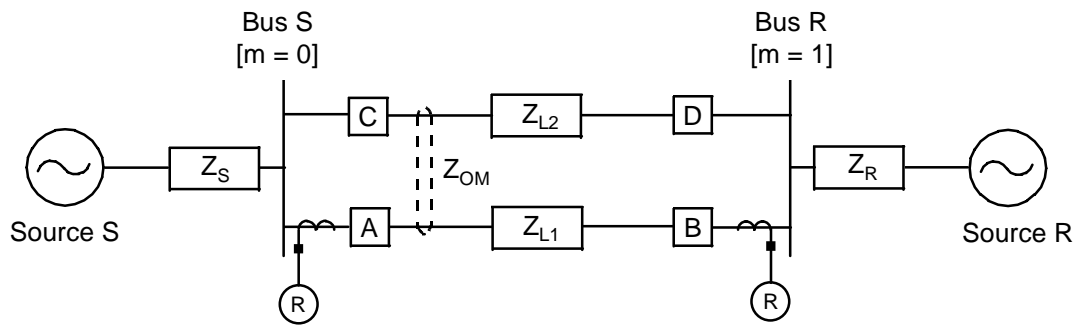 Bus S
[m = 0]
Bus R
[m = 1]
C
Z_L2
D
Z_S
Z_OM
Z_R
Source S
A
Z_L1
B
Source R
R
R